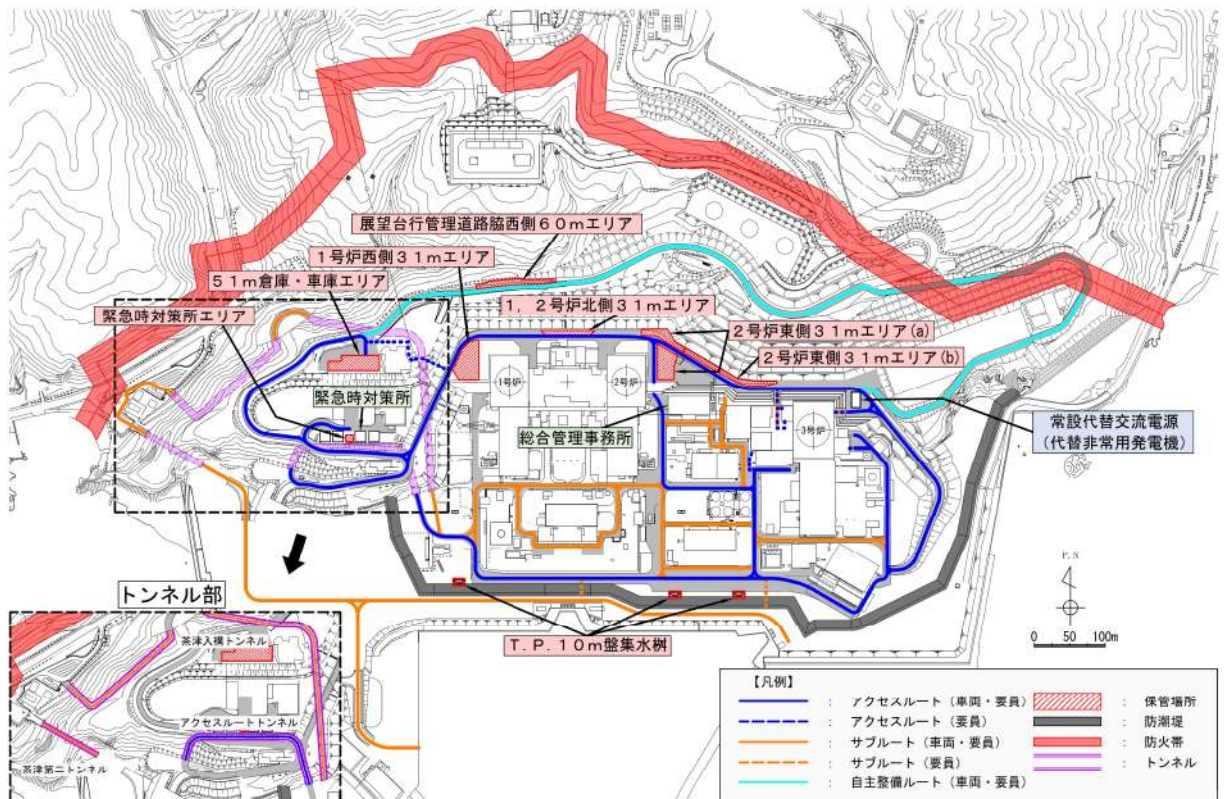 展望台行管理道路脇西側60mエリア
1号炉西側31mエリア
51m倉庫・車庫エリア
1,2号炉北側31mエリア
緊急時対策所エリア
2号炉東側31mエリア(a)
2号炉東側31mエリア(b)
1号炉
2号炉
緊急時対策所
総合管理事務所
3号炉
常設代替交流電源
(代替非常用発電機)
P.N
トンネル部
0 50 100m
茶津入構トンネル
T.P.10m盤集水桝
アクセスルートトンネル
茶津第二トンネル
【凡例】
: アクセスルート(車両・要員)
: 保管場所
: アクセスルート(要員)
: 防潮堤
: サブルート(車両・要員)
: 防火帯
: サブルート(要員)
: トンネル
: 自主整備ルート(車両・要員)